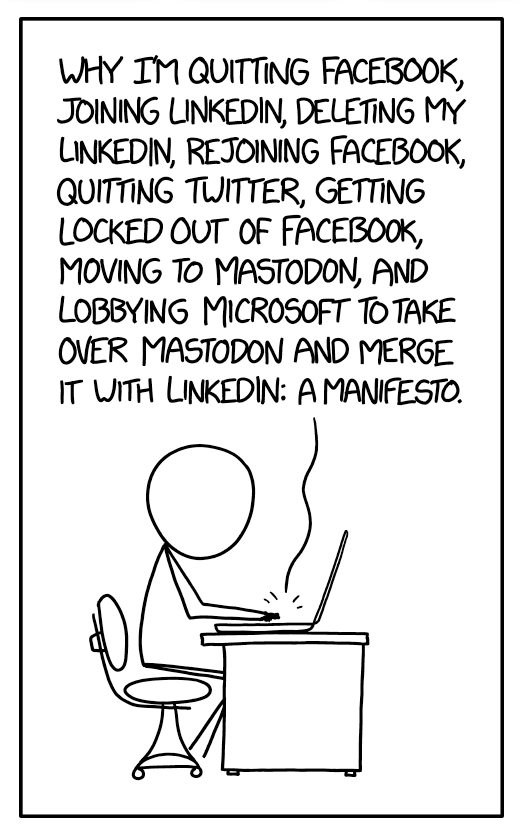 WHY I'M QUITTING FACEBOOK,
JOINING LINKEDIN, DELETING MY
LINKEDIN, REJOINING FACEBOOK,
QUITTING TWITTER, GETTING
LOCKED OUT OF FACEBOOK,
MOVING TO MASTODON, AND
LOBBYING MICROSOFT TO TAKE
OVER MASTODON AND MERGE
IT WITH LINKEDIN: A MANIFESTO.